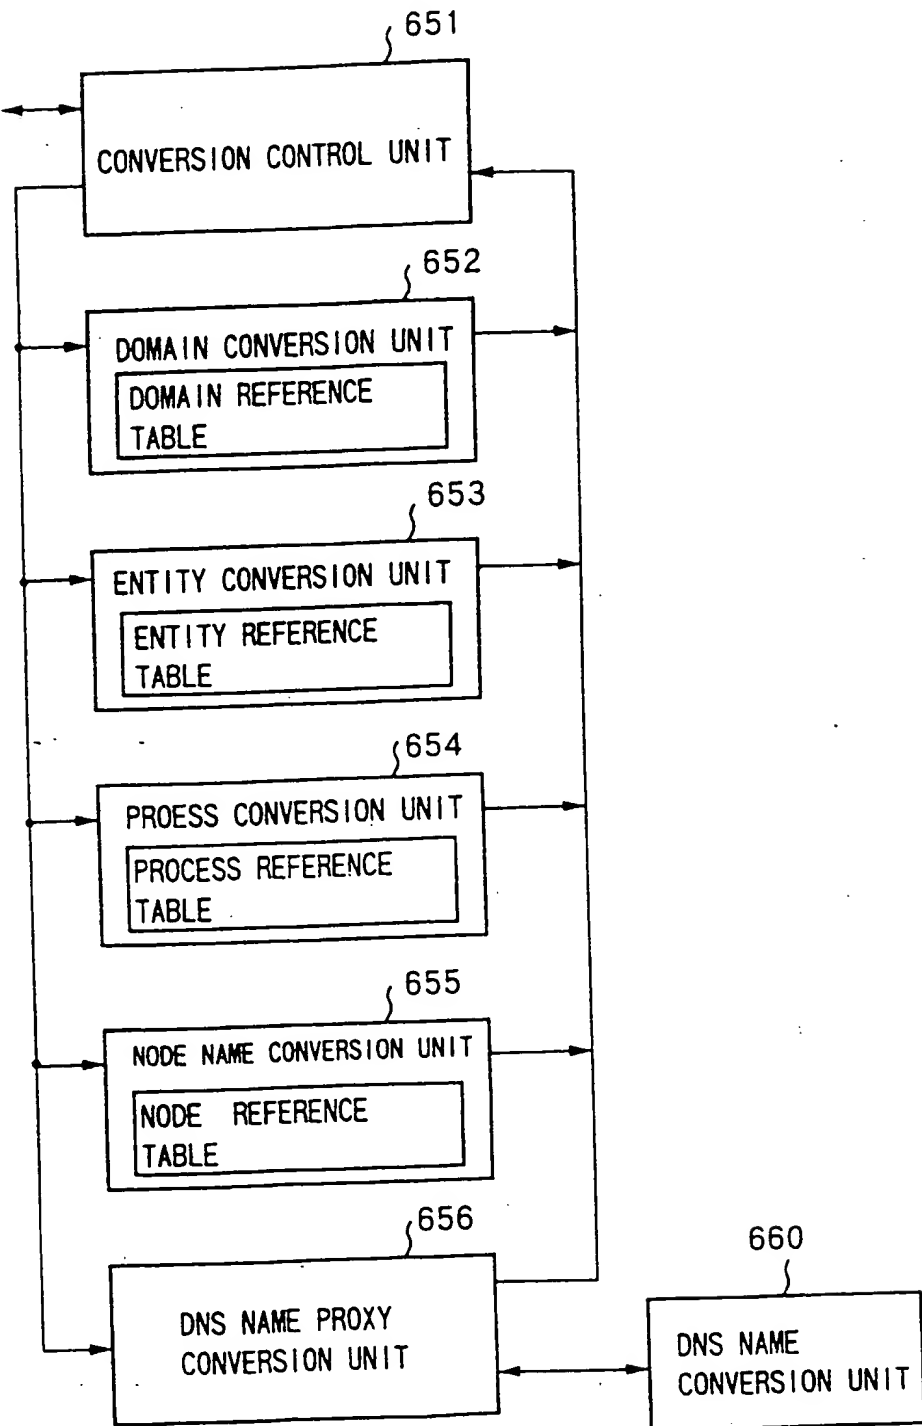 651
CONVERSION CONTROL UNIT
652
DOMAIN CONVERSION UNIT
DOMAIN REFERENCE
TABLE
653
ENTITY CONVERSION UNIT
ENTITY REFERENCE
TABLE
654
PROESS CONVERSION UNIT
PROCESS REFERENCE
TABLE
655
NODE NAME CONVERSION UNIT
NODE REFERENCE
TABLE
656
DNS NAME PROXY
CONVERSION UNIT
660
DNS NAME
CONVERSION UNIT